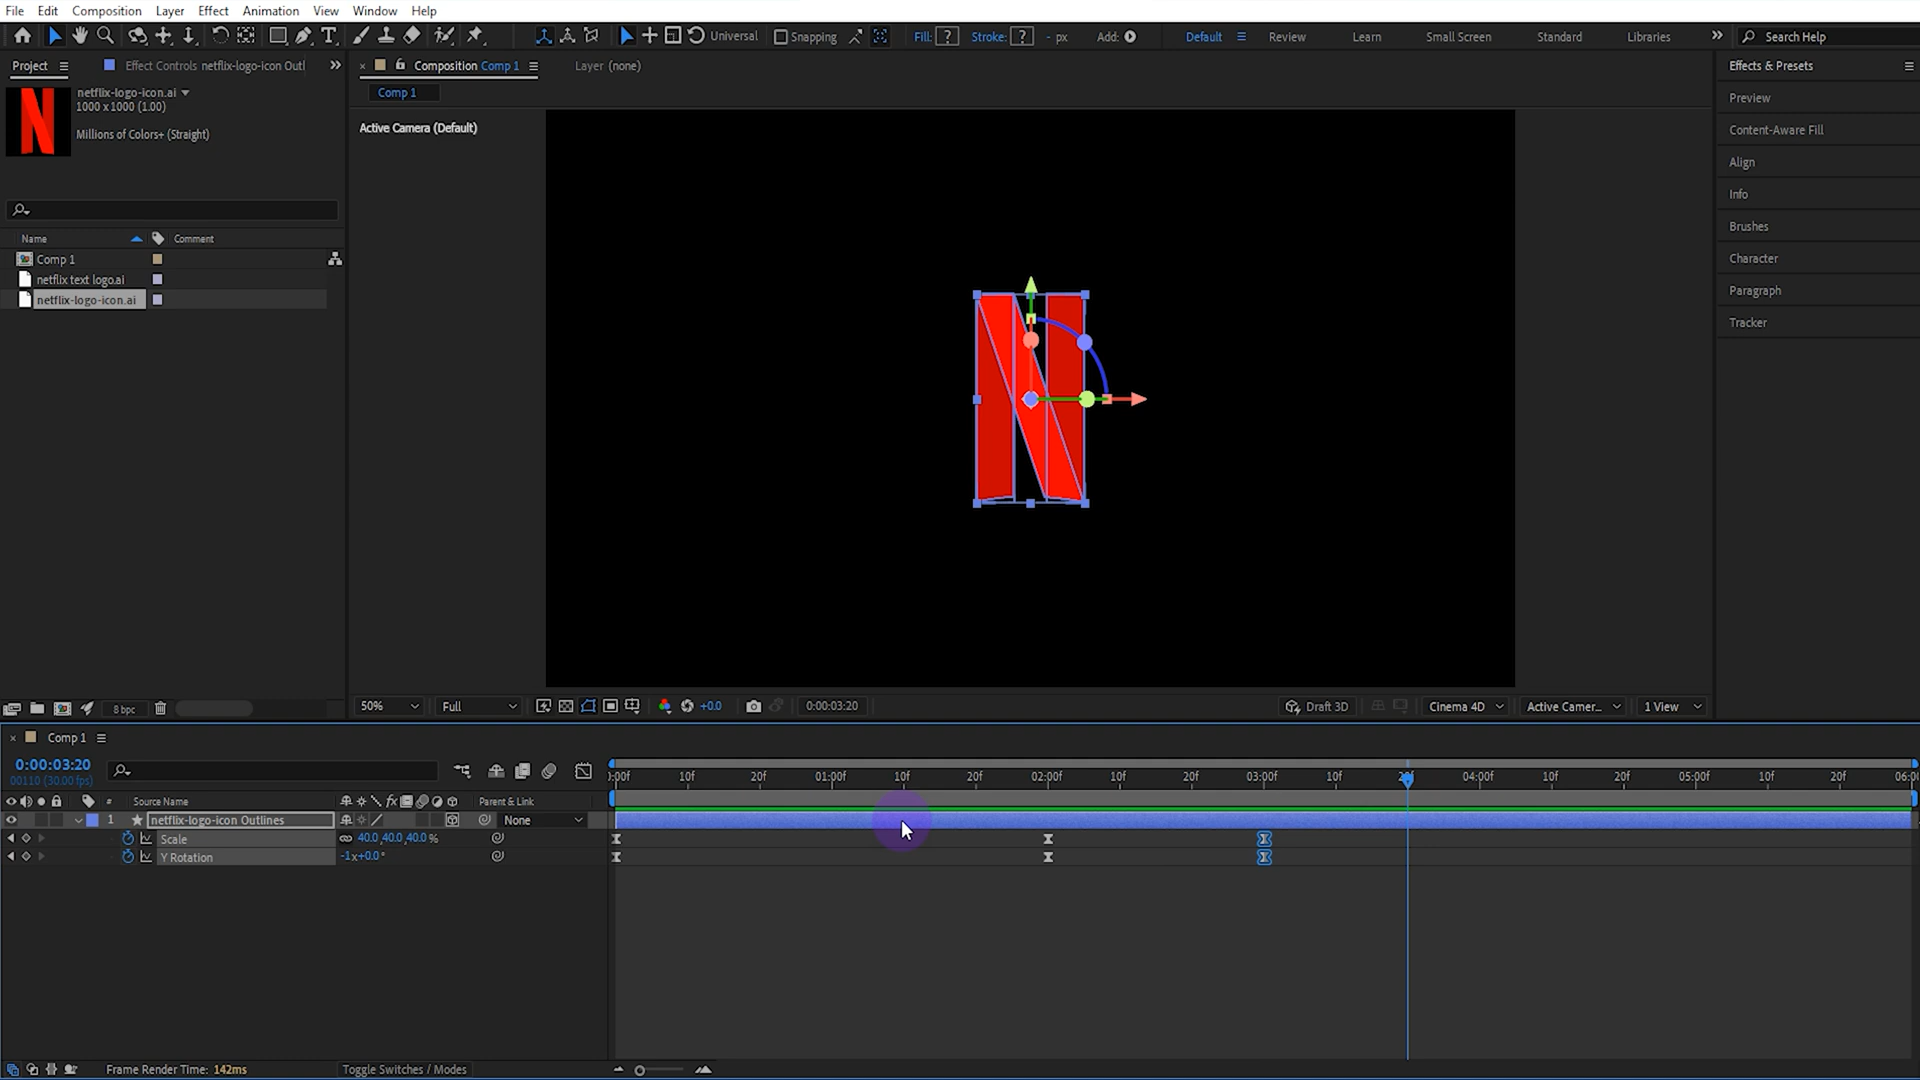 File Edit Composition Layer Effect Animation View Window Help
Universal Snapping Fill: ? Stroke: ? - px Add: Default Review Learn Small Screen Standard Libraries Search Help
Project Effect Controls netflix-logo-icon Outl
Composition Comp 1 Layer (none)
Effects & Presets
netflix-logo-icon.ai
1000 x 1000 (1.00)
Millions of Colors+ (Straight)
Comp 1
Active Camera (Default)
Preview
Content-Aware Fill
Align
Info
Brushes
Character
Paragraph
Tracker
Name Comment
Comp 1
netflix text logo.ai
netflix-logo-icon.ai
8 bpc
50% Full +0.0 0:00:03:20 Draft 3D Cinema 4D Active Camer... 1 View
Comp 1
0:00:03:20
00110 (30.00 fps)
):00f 10f 20f 01:00f 10f 20f 02:00f 10f 20f 03:00f 10f 04:00f 10f 20f 05:00f 10f 20f 06:0
# Source Name fx Parent & Link
1 netflix-logo-icon Outlines None
Scale 40.0,40.0,40.0%
Y Rotation -1x+0.0°
Frame Render Time: 142ms Toggle Switches / Modes